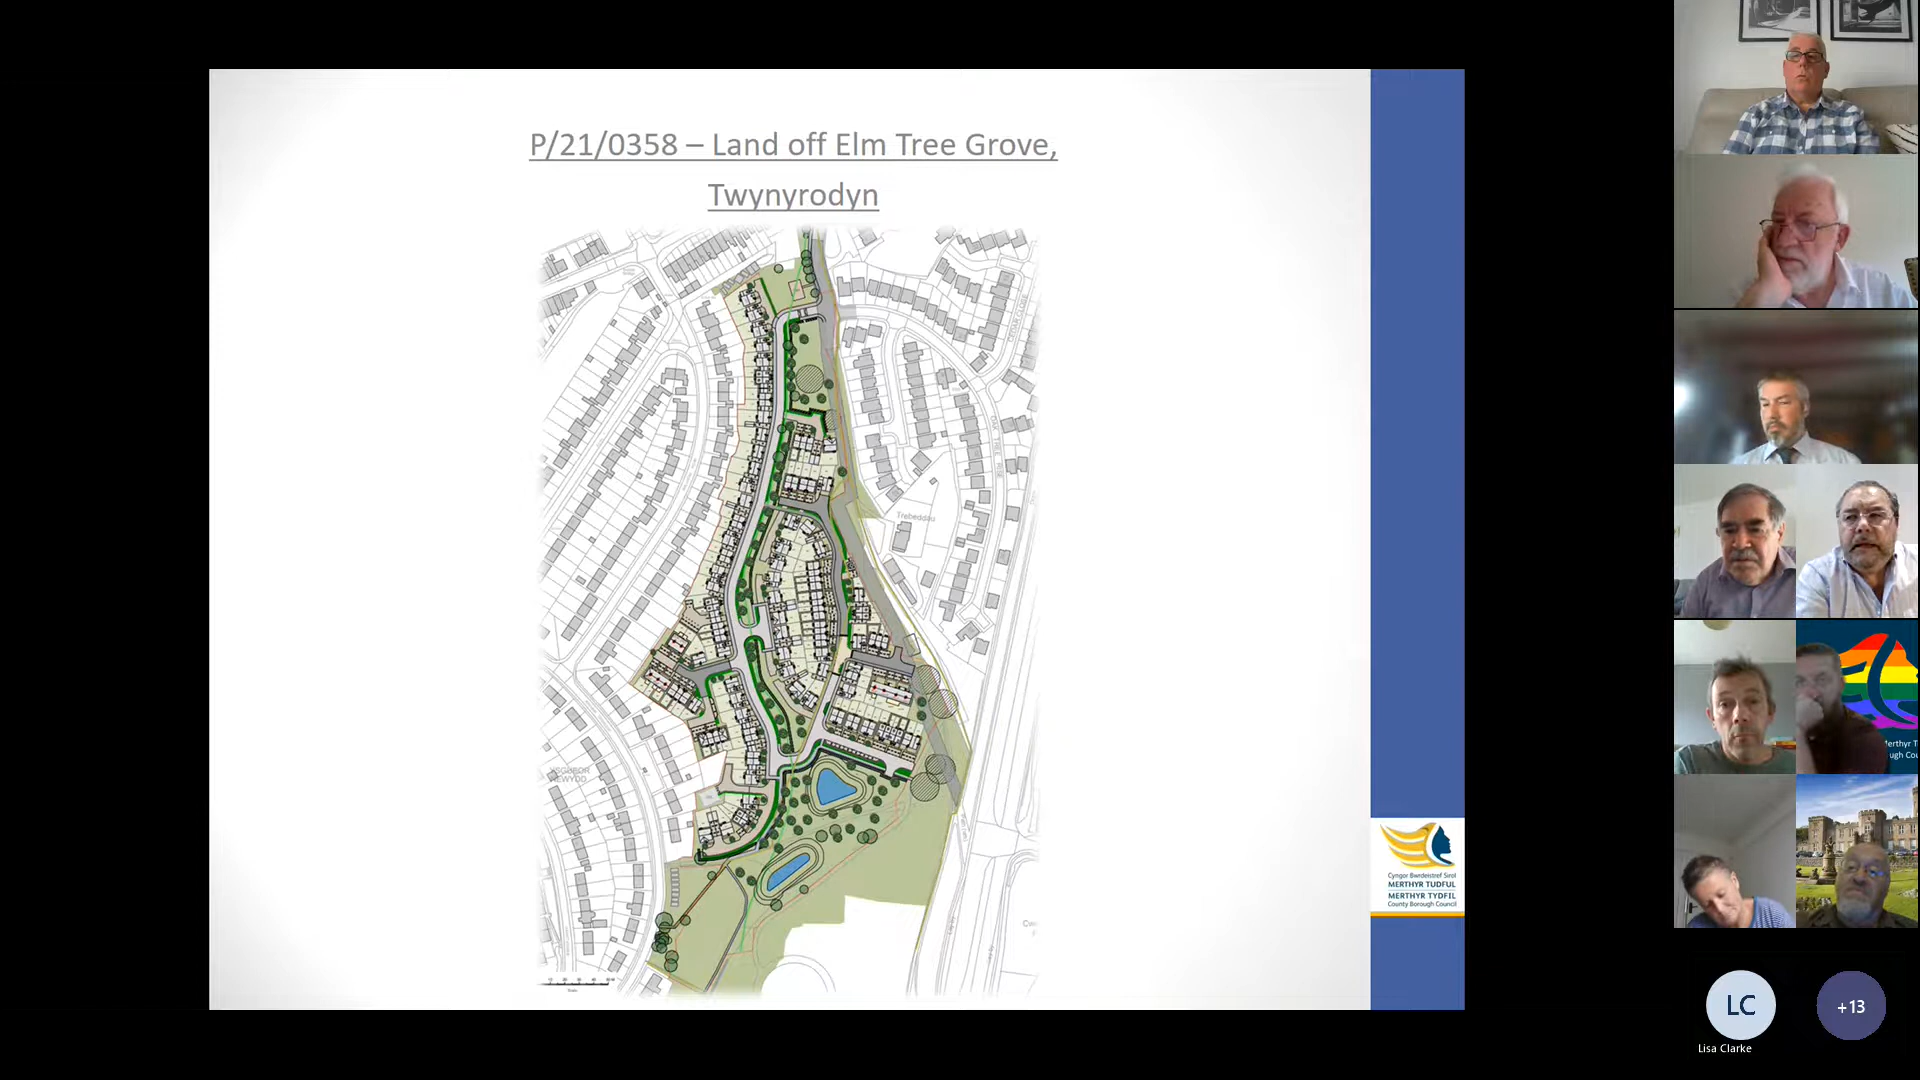 P/21/0358 – Land off Elm Tree Grove,
Twynyrodyn
Trebeddau
Cyngor Bwrdeistref Sirol
MERTHYR TUDFUL
MERTHYR TYDFIL
County Borough Council
LC
+13
Lisa Clarke